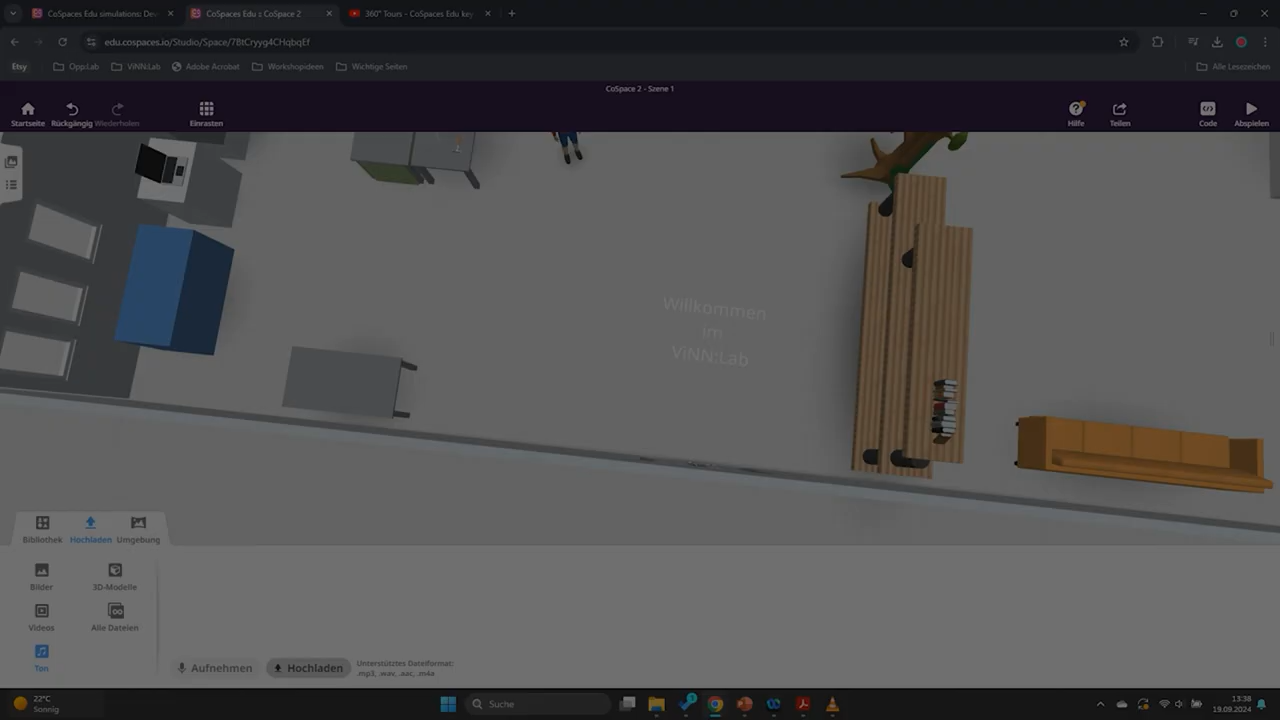 CoSpaces Edu simulations: De
CoSpaces Edu :: CoSpace 2
360° Tours - CoSpaces Edu key
edu.cospaces.io/Studio/Space/7BtCryyg4CHqbqEf
Etsy
Opp:Lab
ViNN:Lab
Adobe Acrobat
Workshopideen
Wichtige Seiten
Alle Lesezeichen
CoSpace 2 - Szene 1
Startseite
Rückgängig
Wiederholen
Einrasten
Hilfe
Teilen
Code
Abspielen
Willkommen
im
ViNN:Lab
Bibliothek
Hochladen
Umgebung
Bilder
3D-Modelle
Videos
Alle Dateien
Ton
Aufnehmen
Hochladen
Unterstütztes Dateiformat:
.mp3, .wav, .aac, .m4a
22°C
Sonnig
Suche
13:38
19.09.2024